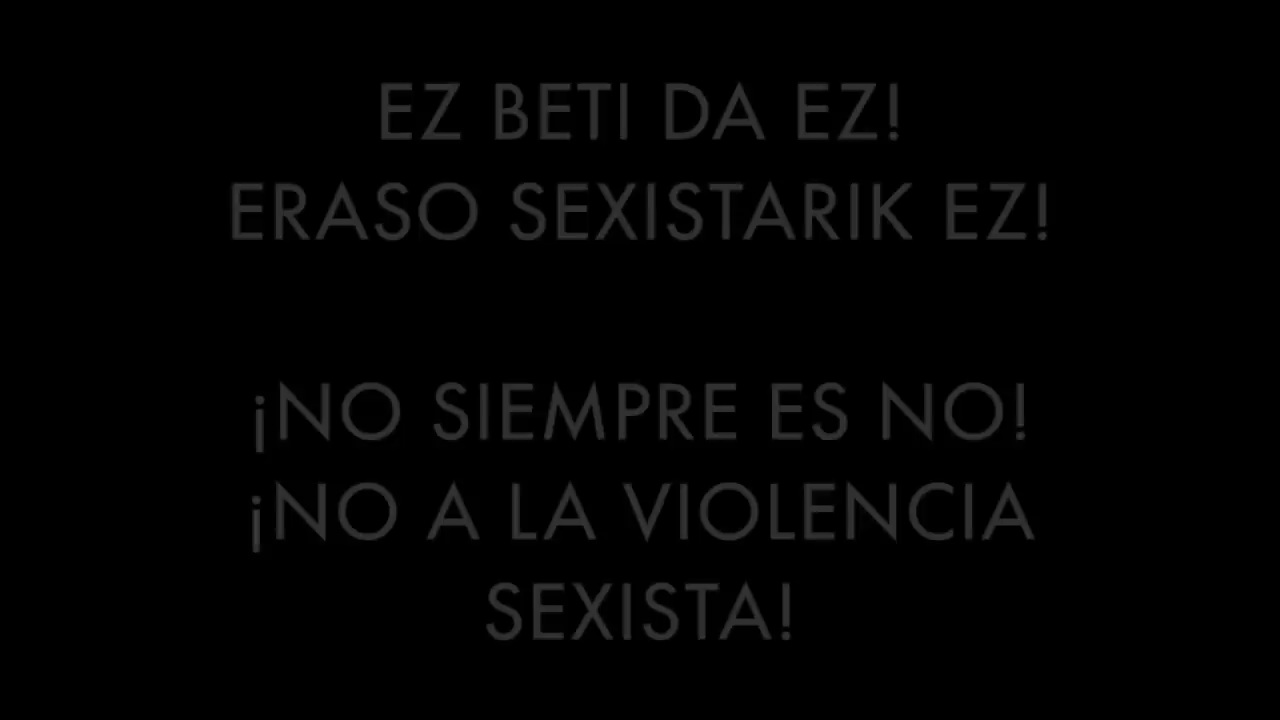 EZ BETI DA EZ!
ERASO SEXISTARIK EZ!
¡NO SIEMPRE ES NO!
¡NO A LA VIOLENCIA
SEXISTA!